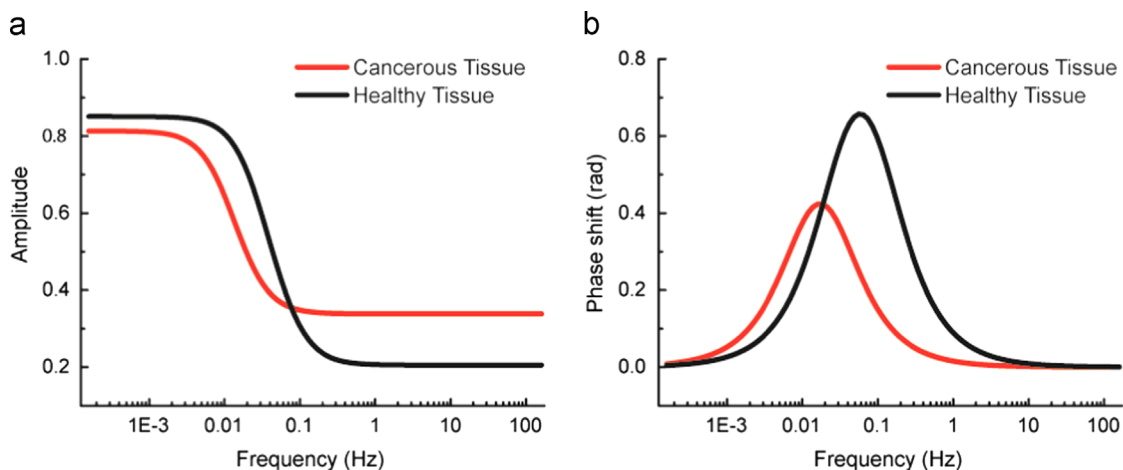 a
1.0
0.8
0.6
0.4
0.2
Amplitude
Cancerous Tissue
Healthy Tissue
1E-3 0.01 0.1 1 10 100
Frequency (Hz)
b
0.8
0.6
0.4
0.2
0.0
Phase shift (rad)
Cancerous Tissue
Healthy Tissue
1E-3 0.01 0.1 1 10 100
Frequency (Hz)